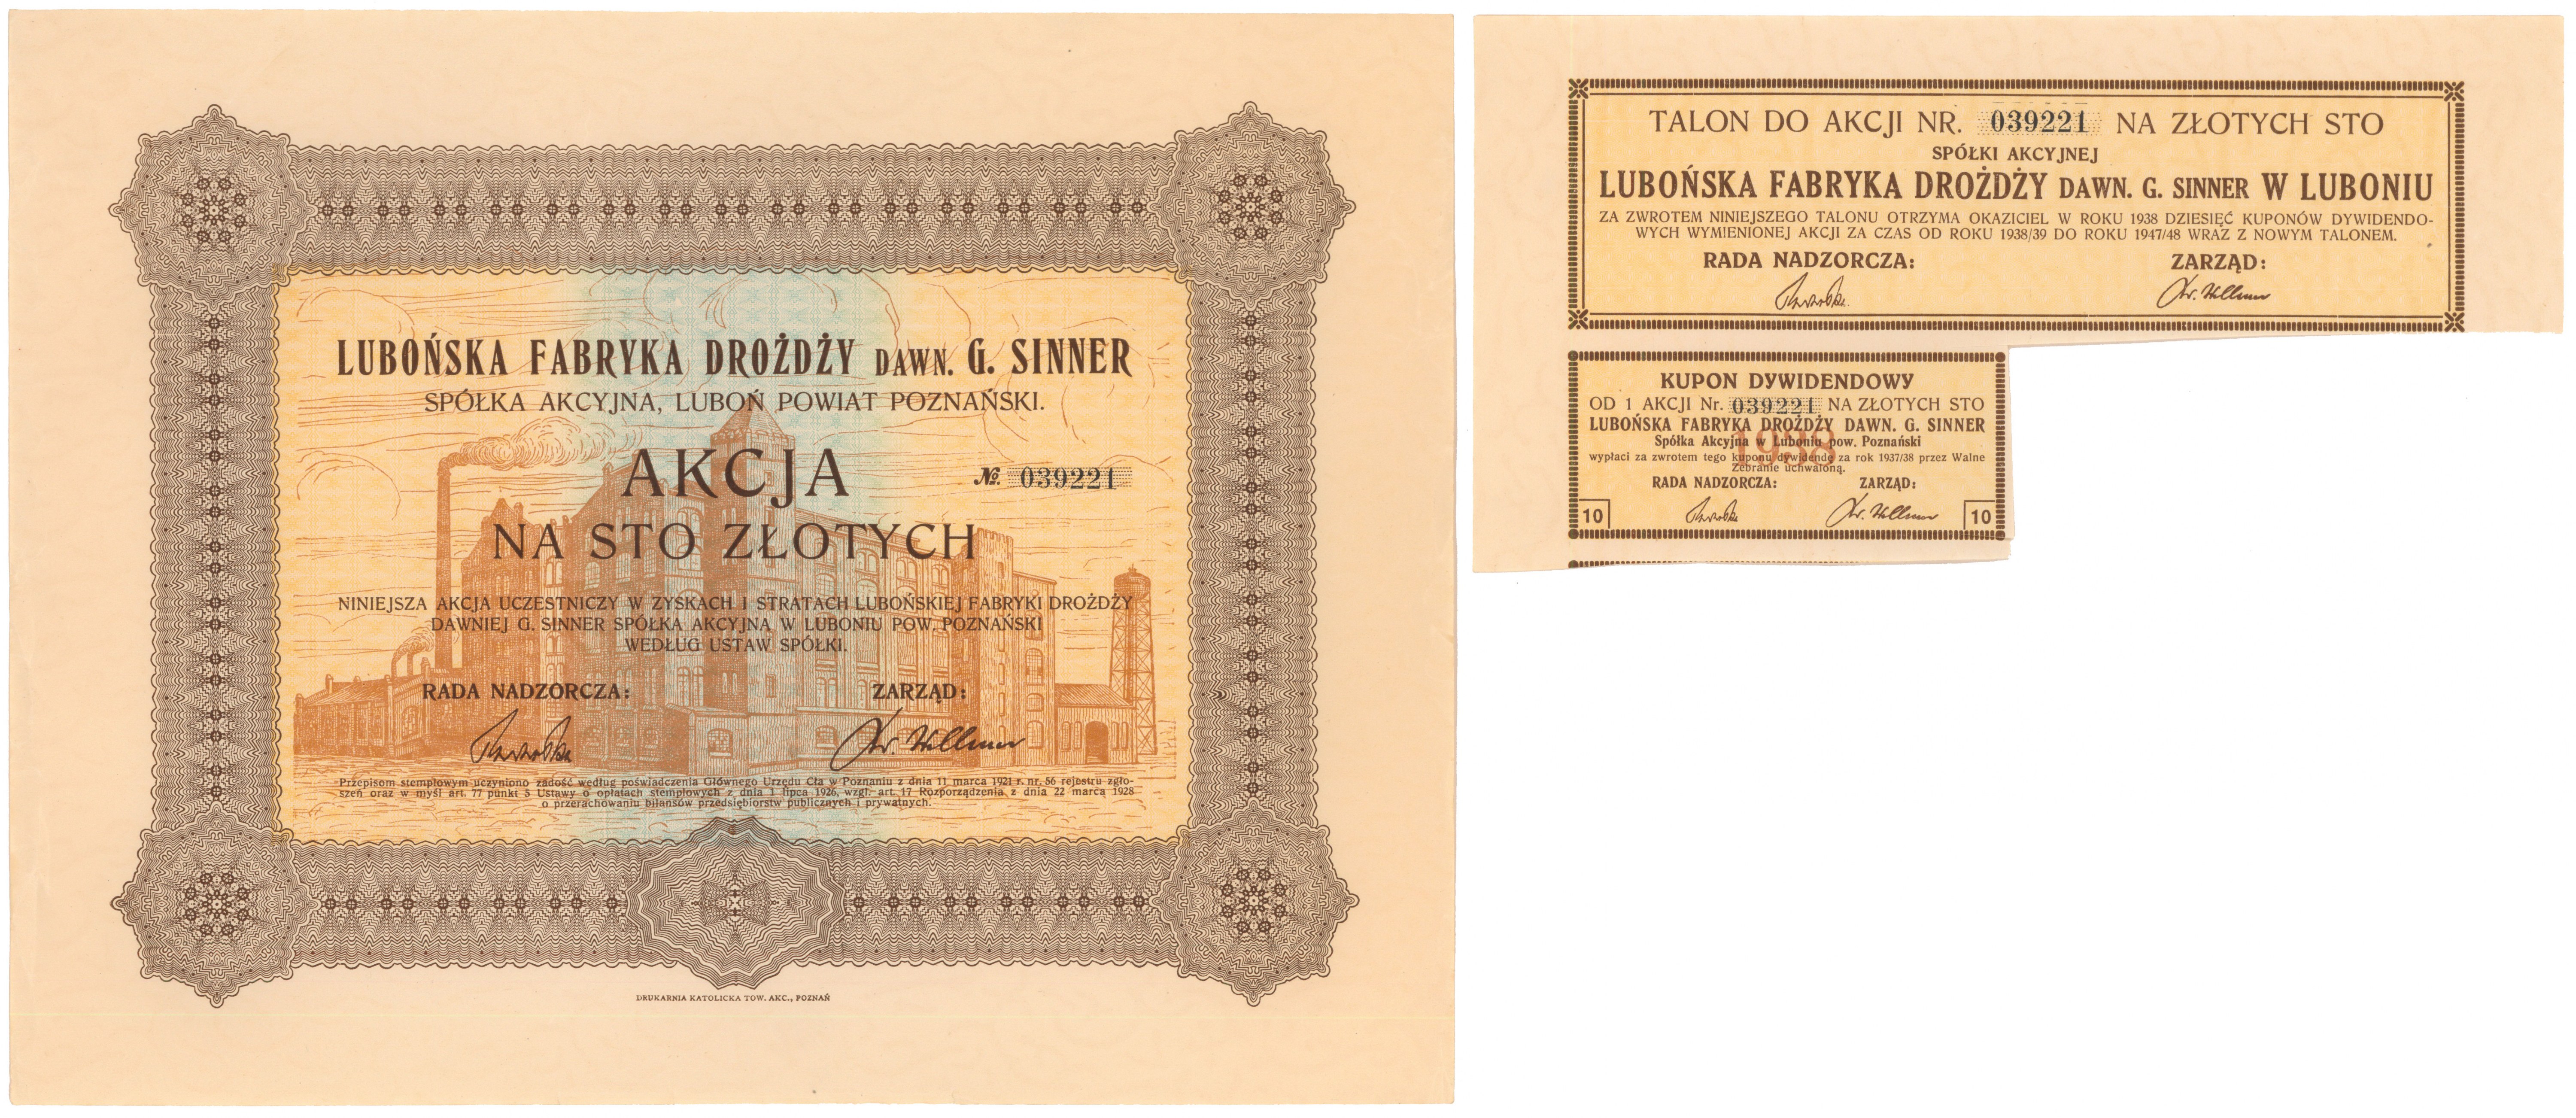 LUBOŃSKA FABRYKA DROŻDŻY DAWN. G. SINNER
SPÓŁKA AKCYJNA, LUBOŃ POWIAT POZNAŃSKI.
AKCJA
№. 039221
NA STO ZŁOTYCH
NINIEJSZA AKCJA UCZESTNICZY W ZYSKACH I STRATACH LUBOŃSKIEJ FABRYKI DROŻDŻY
DAWNIEJ G. SINNER SPÓŁKA AKCYJNA W LUBONIU POW. POZNAŃSKI
WEDŁUG USTAW SPÓŁKI.
RADA NADZORCZA: ZARZĄD:
Przepisom stemplowym uczyniono zadość według poświadczenia Głównego Urzędu Cła w Poznaniu z dnia 11 marca 1921 r. nr. 56 rejestru zgło-
szeń oraz w myśl art. 77 punkt 5 Ustawy o opłatach stemplowych z dnia 1 lipca 1926, wzgl. art. 17 Rozporządzenia z dnia 22 marca 1928
o przerachowaniu bilansów przedsiębiorstw publicznych i prywatnych.
DRUKARNIA KATOLICKA TOW. AKC., POZNAŃ
TALON DO AKCJI NR. 039221 NA ZŁOTYCH STO
SPÓŁKI AKCYJNEJ
LUBOŃSKA FABRYKA DROŻDŻY DAWN. G. SINNER W LUBONIU
ZA ZWROTEM NINIEJSZEGO TALONU OTRZYMA OKAZICIEL W ROKU 1938 DZIESIĘĆ KUPONÓW DYWIDENDO-
WYCH WYMIENIONEJ AKCJI ZA CZAS OD ROKU 1938/39 DO ROKU 1947/48 WRAZ Z NOWYM TALONEM.
RADA NADZORCZA: ZARZĄD:
KUPON DYWIDENDOWY
OD 1 AKCJI Nr. 039221 NA ZŁOTYCH STO
LUBOŃSKA FABRYKA DROŻDŻY DAWN. G. SINNER
Spółka Akcyjna w Luboniu pow. Poznański
1938
wypłaci za zwrotem tego kuponu dywidendę za rok 1937/38 przez Walne
Zebranie uchwaloną.
RADA NADZORCZA: ZARZĄD:
10 10